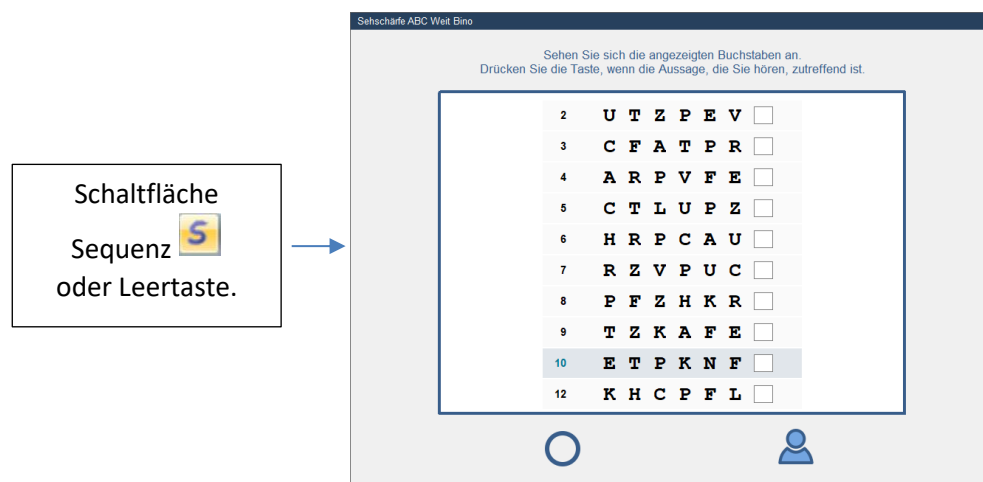 Schaltfläche
Sequenz S
oder Leertaste.
Sehschärfe ABC Weit Bino
Sehen Sie sich die angezeigten Buchstaben an.
Drücken Sie die Taste, wenn die Aussage, die Sie hören, zutreffend ist.
2 U T Z P E V
3 C F A T P R
4 A R P V F E
5 C T L U P Z
6 H R P C A U
7 R Z V P U C
8 P F Z H K R
9 T Z K A F E
10 E T P K N F
12 K H C P F L